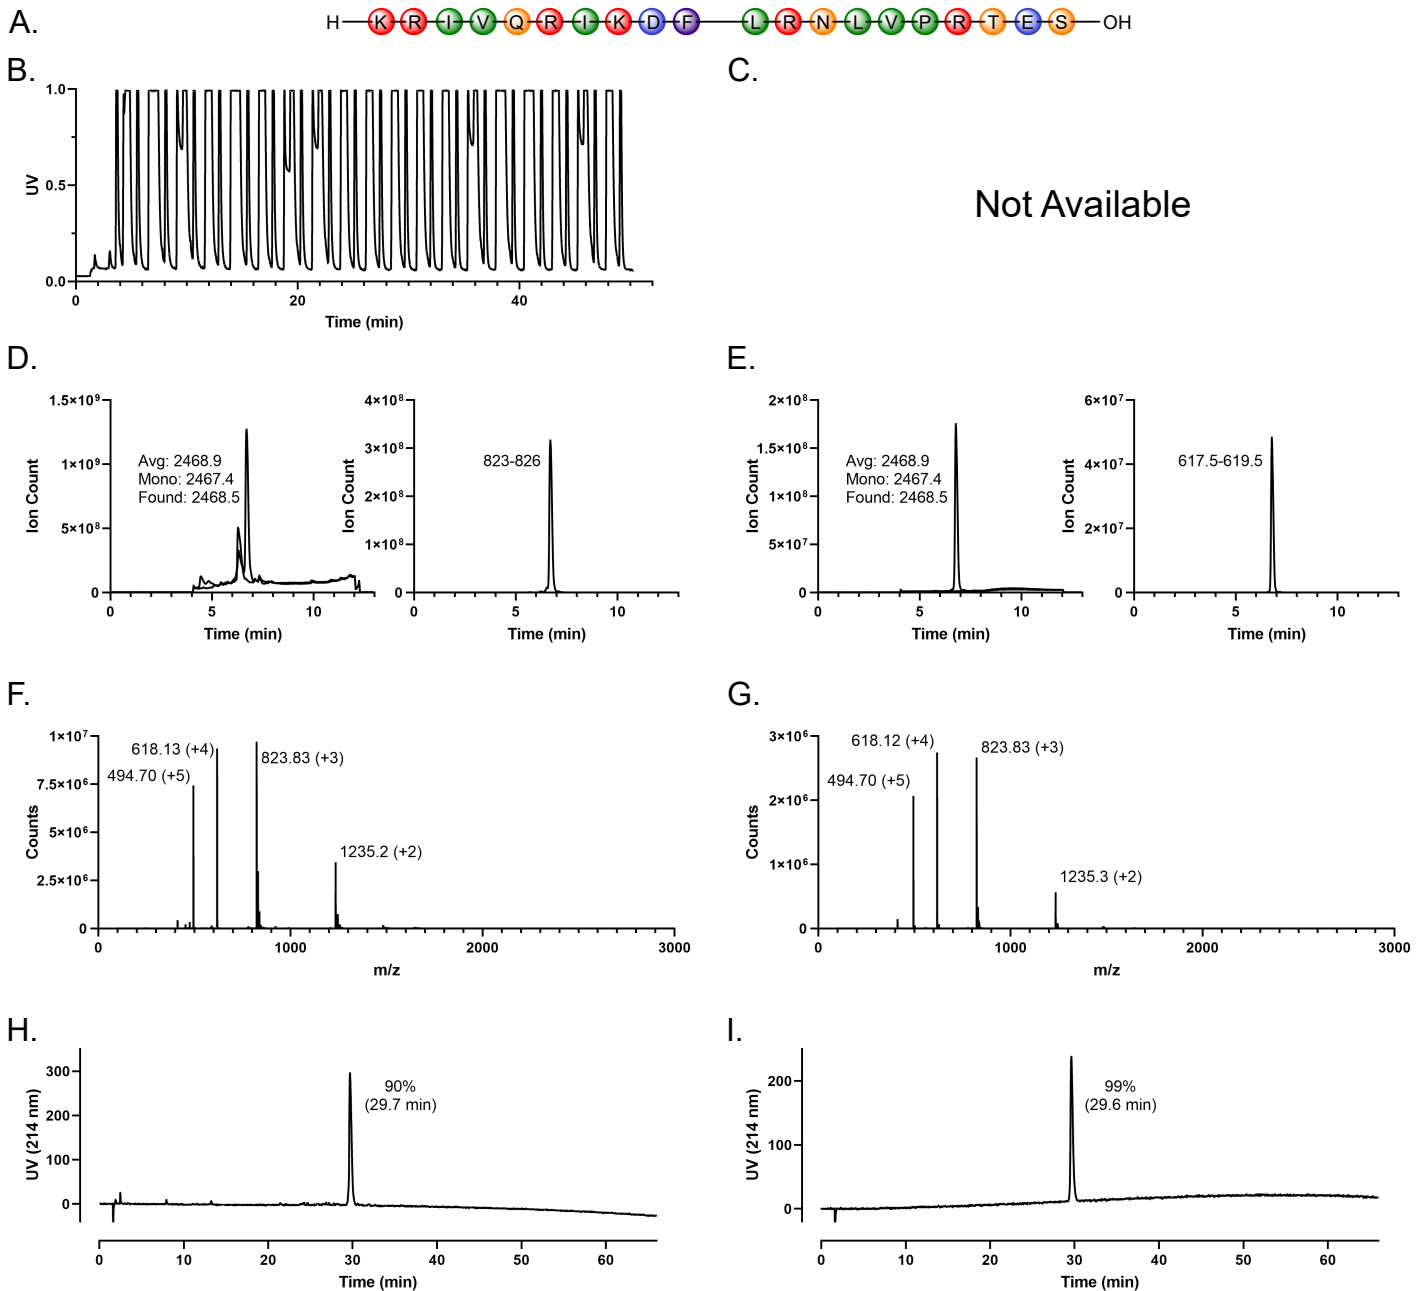 A.
H K R I V Q R I K D F L R N L V P R T E S OH
B.
1.0
0.5
0.0
UV
0 20 40
Time (min)
C.
Not Available
D.
1.5×10⁹
1×10⁹
5×10⁸
0
Ion Count
Avg: 2468.9
Mono: 2467.4
Found: 2468.5
0 5 10
Time (min)
4×10⁸
3×10⁸
2×10⁸
1×10⁸
0
Ion Count
823-826
0 5 10
Time (min)
E.
2×10⁸
1.5×10⁸
1×10⁸
5×10⁷
0
Ion Count
Avg: 2468.9
Mono: 2467.4
Found: 2468.5
0 5 10
Time (min)
6×10⁷
4×10⁷
2×10⁷
0
Ion Count
617.5-619.5
0 5 10
Time (min)
F.
1×10⁷
7.5×10⁶
5×10⁶
2.5×10⁶
0
Counts
618.13 (+4)
823.83 (+3)
494.70 (+5)
1235.2 (+2)
0 1000 2000 3000
m/z
G.
3×10⁶
2×10⁶
1×10⁶
0
Counts
618.12 (+4)
823.83 (+3)
494.70 (+5)
1235.3 (+2)
0 1000 2000 3000
m/z
H.
300
200
100
0
UV (214 nm)
90%
(29.7 min)
0 10 20 30 40 50 60
Time (min)
I.
200
100
0
UV (214 nm)
99%
(29.6 min)
0 10 20 30 40 50 60
Time (min)